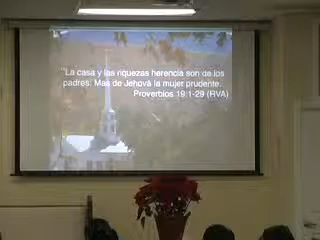 "La casa y las riquezas herencia son de los
padres: Mas de Jehová la mujer prudente.
Proverbios 19:1-29 (RVA)